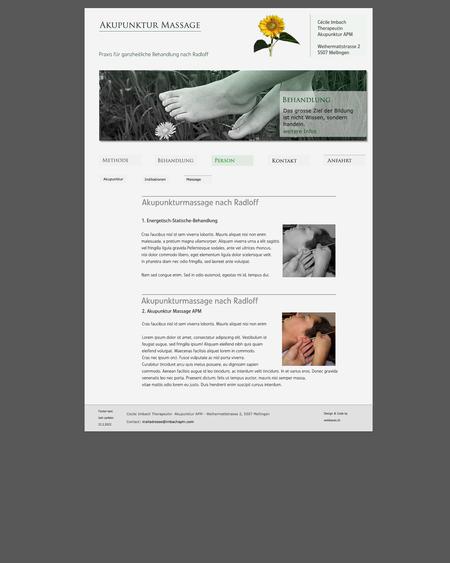 Akupunktur Massage
Praxis für ganzheitliche Behandlung nach Radloff
Cécile Imbach
Therapeutin
Akupunktur APM
Weihermattstrasse 2
5507 Mellingen
Behandlung
Das grosse Ziel der Bildung
ist nicht Wissen, sondern
handeln.
weitere Infos
Methode Behandlung Person Kontakt Anfahrt
Akupunktur Indikationen Massage
Akupunkturmassage nach Radloff
1. Energetisch-Statische-Behandlung
Cras faucibus nisl id sem viverra lobortis. Mauris aliquet nisi non enim
malesuada, a pretium magna ullamcorper. Aliquam viverra urna a elit sagittis
vel fringilla ligula gravida Pellentesque sodales, ante vel ultrices rhoncus,
nisi dolor commodo libero, eget elementum ligula dolor scelerisque velit.
In pharetra diam nec odio fringilla, sed laoreet ante volutpat.
Nam sed congue enim. Sed in odio euismod, egestas mi id, tempus dui.
Akupunkturmassage nach Radloff
2. Akupunktur Massage APM
Cras faucibus nisl id sem viverra lobortis. Mauris aliquet nisi non enim
Lorem ipsum dolor sit amet, consectetur adipiscing elit. Vestibulum id
feugiat augue, sed fringilla ipsum! Aliquam eleifend nibh quis quam
eleifend volutpat. Maecenas facilisis aliquet lorem in commodo.
Cras nec ipsum orci. Fusce vulputate ac nisl porta viverra.
Curabitur tincidunt arcu quis metus posuere, eu dignissim sapien
commodo. Aenean facilisis augue id leo tincidunt, ac interdum velit tincidunt. In et varius eros. Donec gravida
venenatis leo nec porta. Praesent dictum, felis ut tempus auctor, mauris nisi semper massa,
vitae mattis odio lorem eu justo. Duis hendrerit enim suscipit cursus interdum.
Footer-text
last update:
Cécile Imbach Therapeutin -Akupunktur APM - Weihermattstrasse 2, 5507 Mellingen
Contact: mailadresse@imbachapm.com
Design & Code by